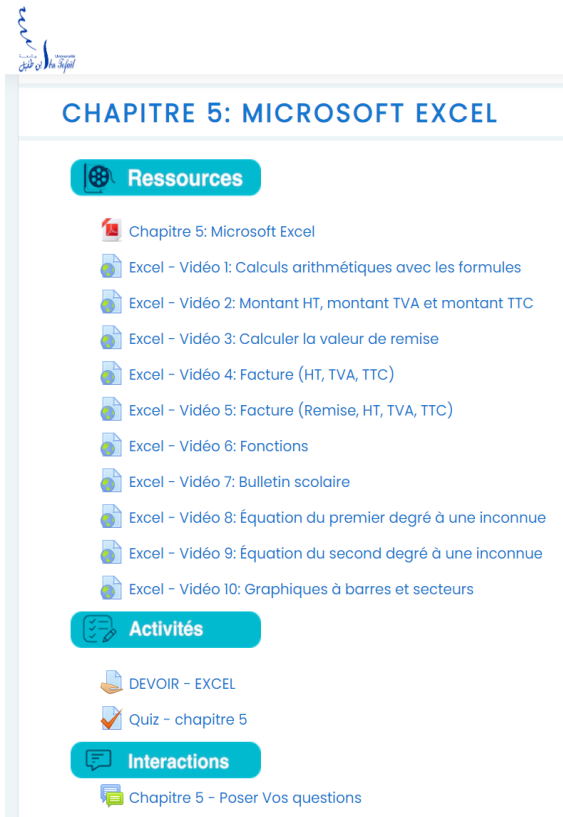 Université
Ibn Tofail
ابن طفيل
CHAPITRE 5: MICROSOFT EXCEL
Ressources
Chapitre 5: Microsoft Excel
Excel - Vidéo 1: Calculs arithmétiques avec les formules
Excel - Vidéo 2: Montant HT, montant TVA et montant TTC
Excel - Vidéo 3: Calculer la valeur de remise
Excel - Vidéo 4: Facture (HT, TVA, TTC)
Excel - Vidéo 5: Facture (Remise, HT, TVA, TTC)
Excel - Vidéo 6: Fonctions
Excel - Vidéo 7: Bulletin scolaire
Excel - Vidéo 8: Équation du premier degré à une inconnue
Excel - Vidéo 9: Équation du second degré à une inconnue
Excel - Vidéo 10: Graphiques à barres et secteurs
Activités
DEVOIR - EXCEL
Quiz - chapitre 5
Interactions
Chapitre 5 - Poser Vos questions